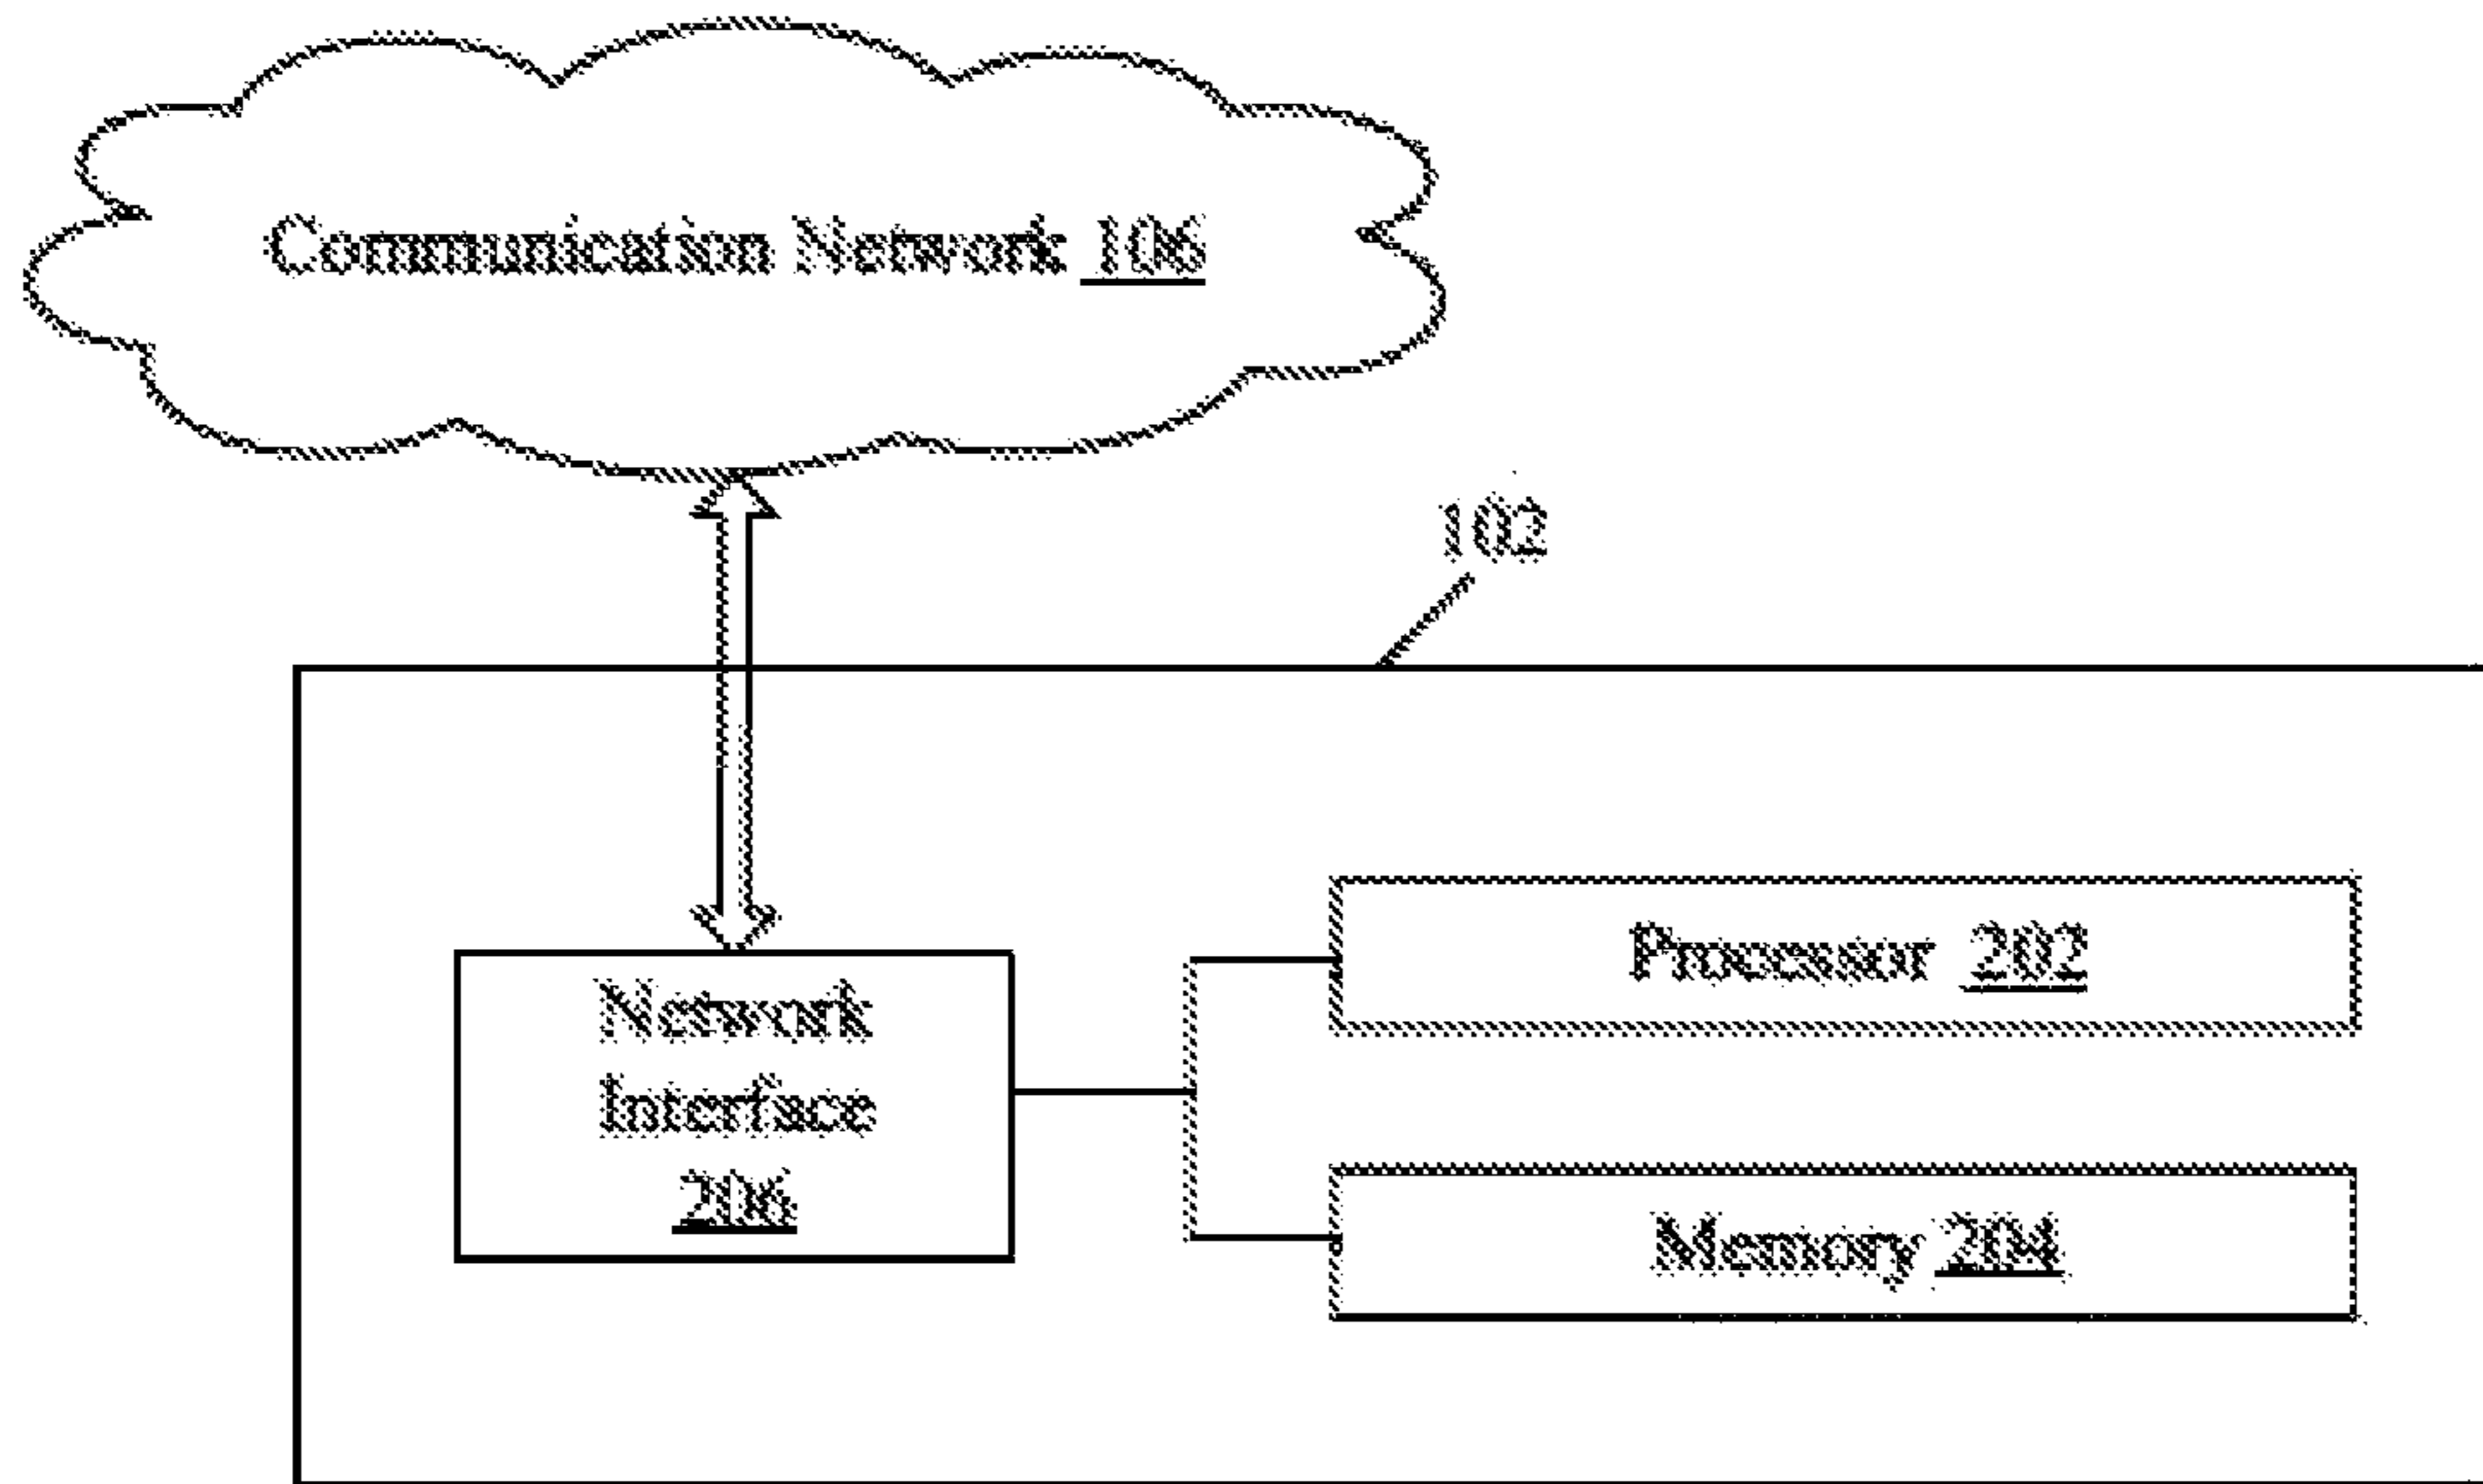 Communication Network 106
102
Processor 202
Network
Interface
206
Memory 204